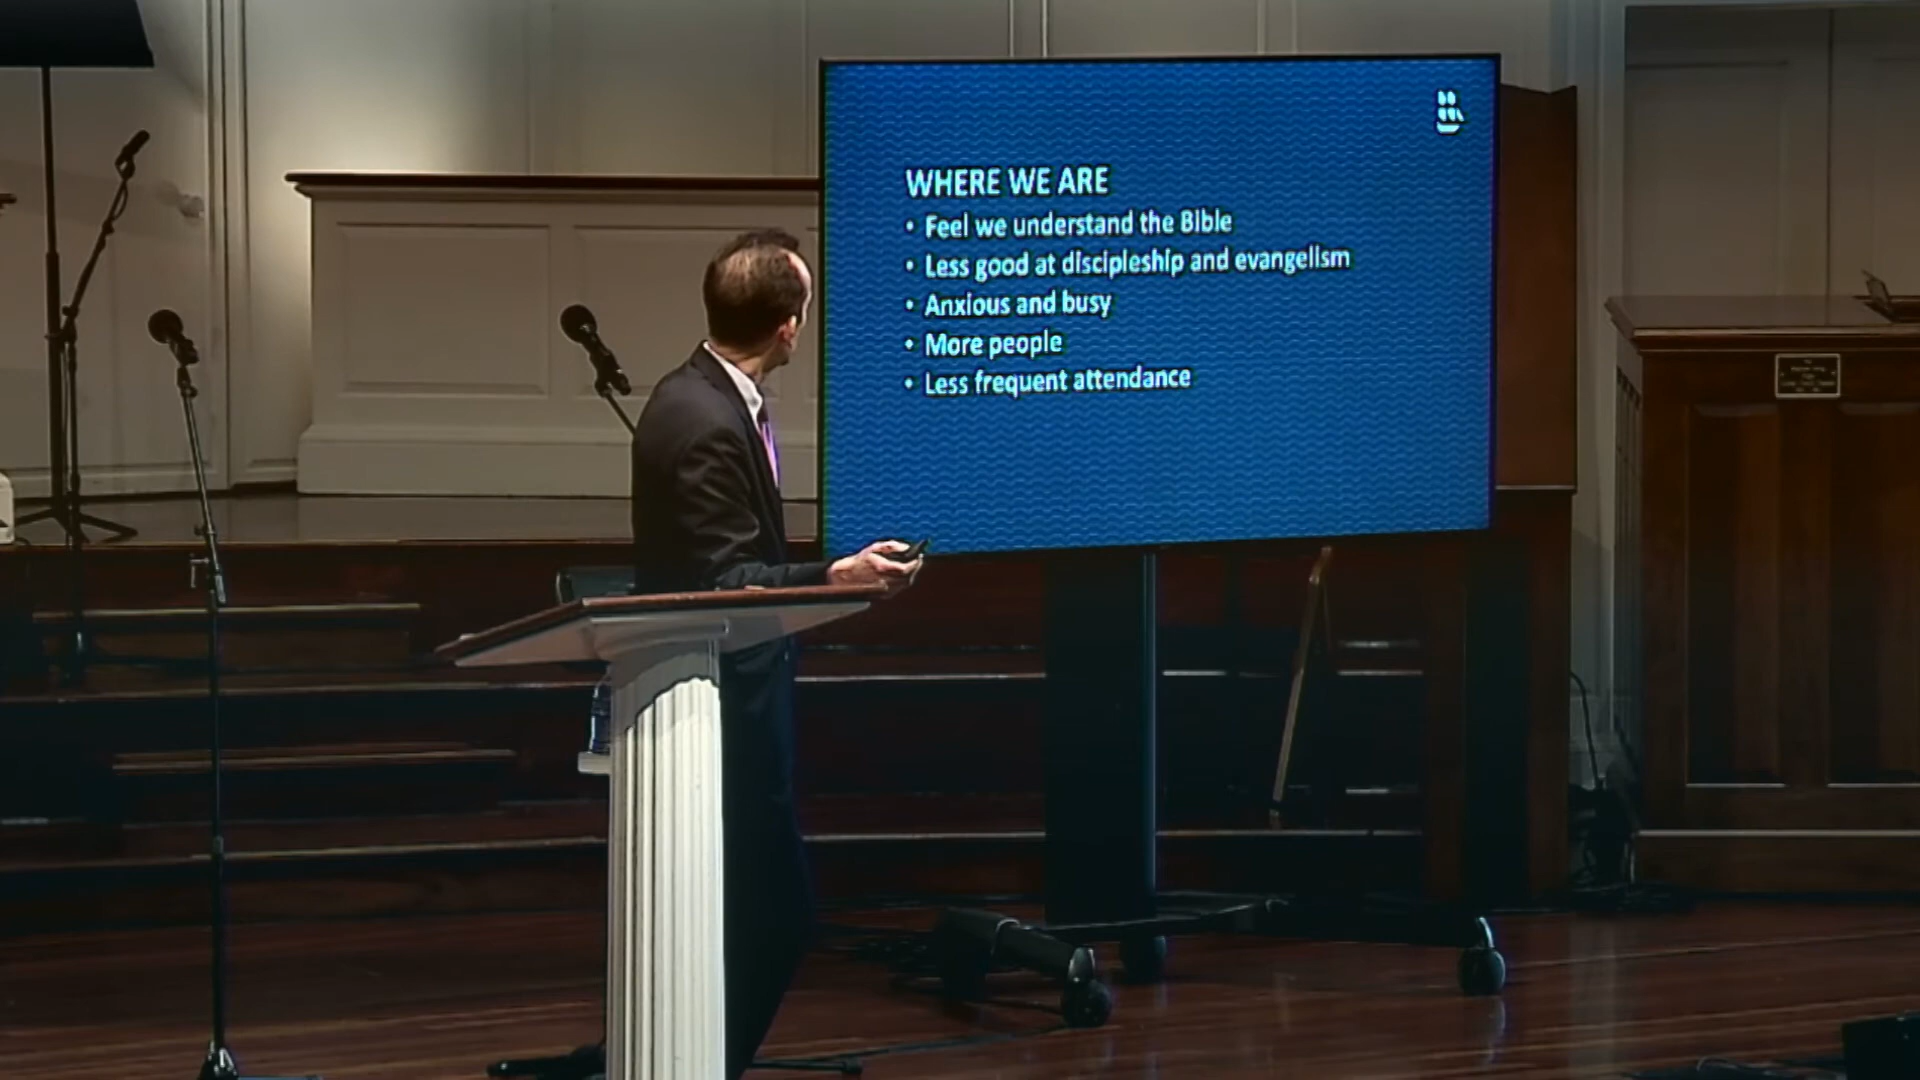 WHERE WE ARE
• Feel we understand the Bible
• Less good at discipleship and evangelism
• Anxious and busy
• More people
• Less frequent attendance